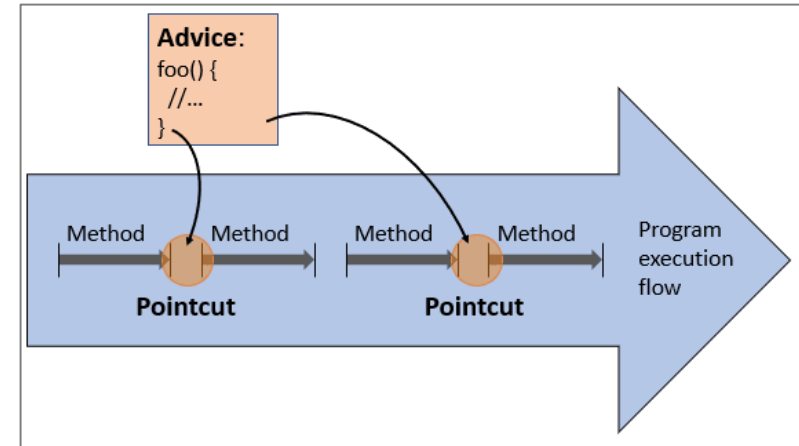 Advice:
foo() {
//...
}
Method
Method
Method
Method
Pointcut
Pointcut
Program
execution
flow